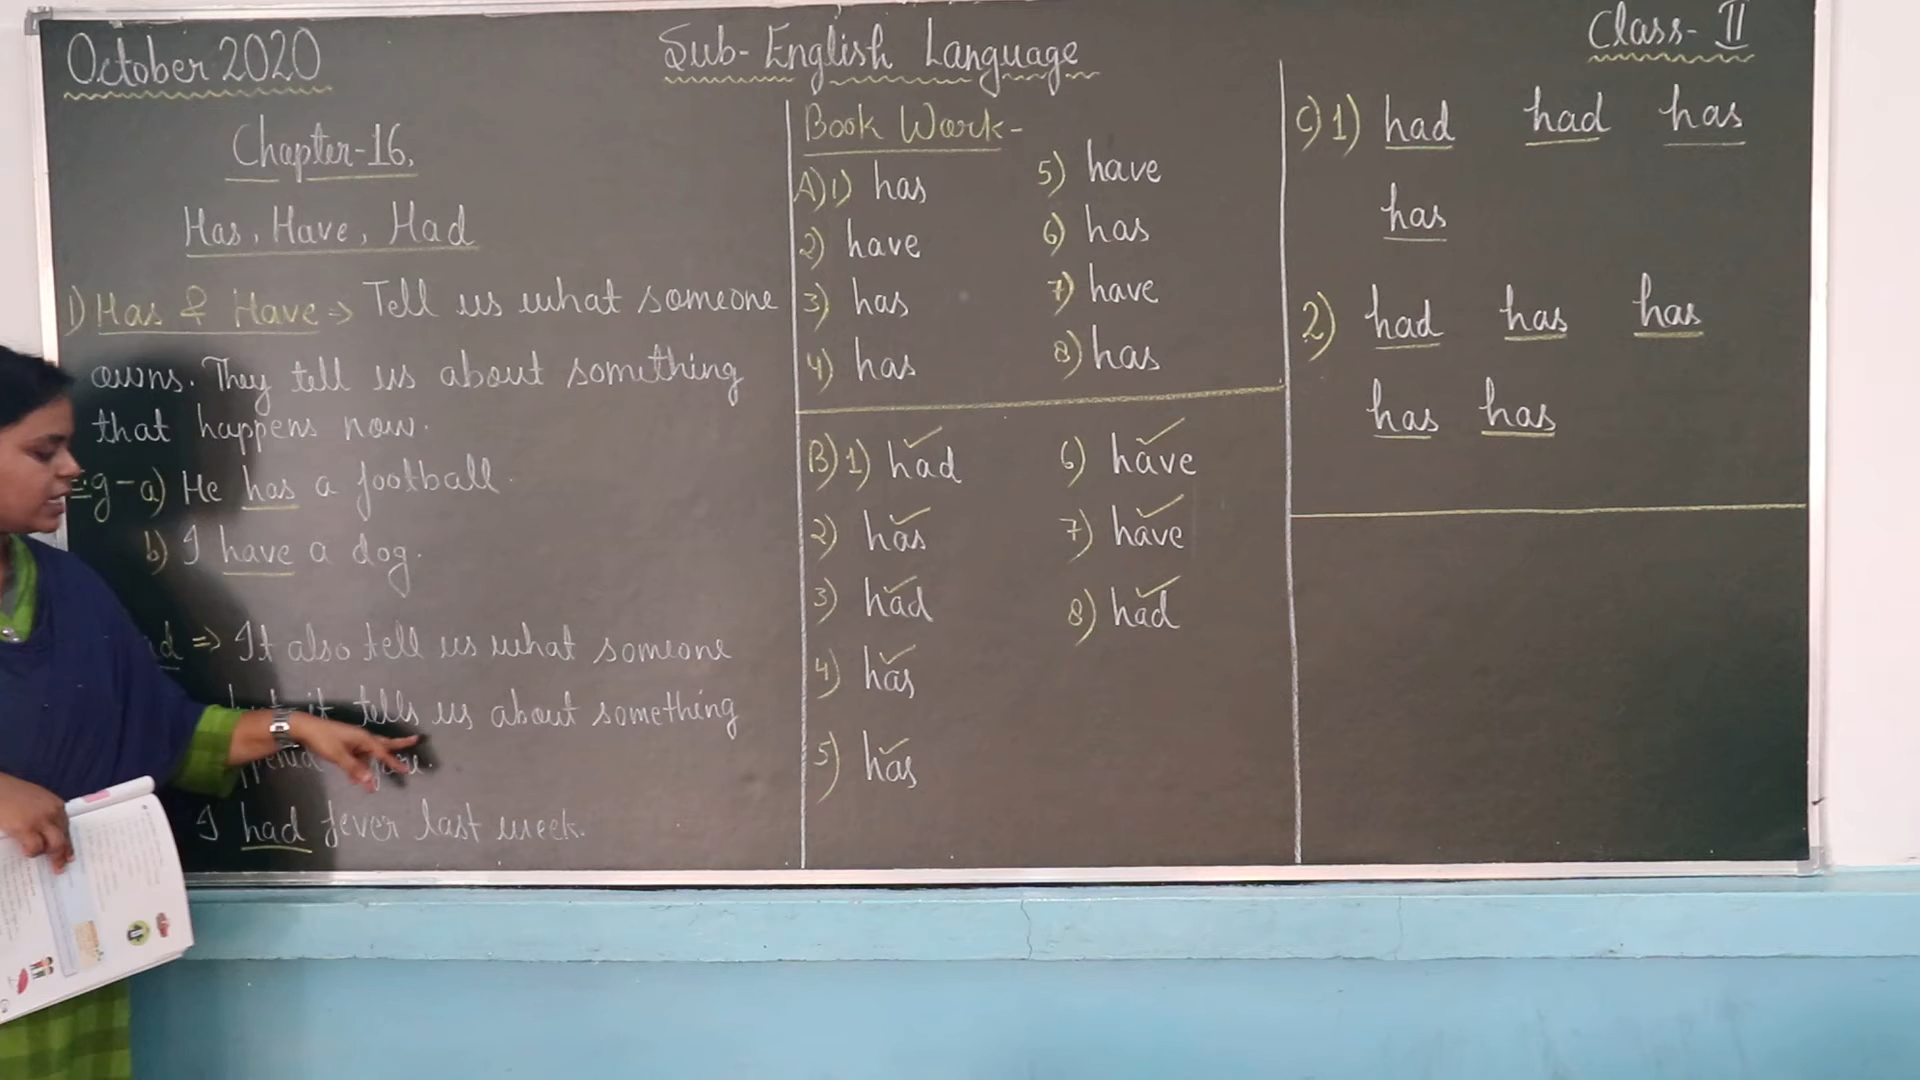 October 2020
Sub- English Language
Class- II
Chapter-16.
Has, Have, Had
1) Has & Have => Tell us what someone
owns. They tell us about something
that happens now.
E.g - a) He has a football.
b) I have a dog.
=> It also tell us what someone
but it tells us about something
I had fever last week.
Book Work-
A) 1) has
2) have
3) has
4) has
5) have
6) has
7) have
8) has
B) 1) had
2) has
3) had
4) has
5) has
6) have
7) have
8) had
C) 1) had had has
has
2) had has has
has has